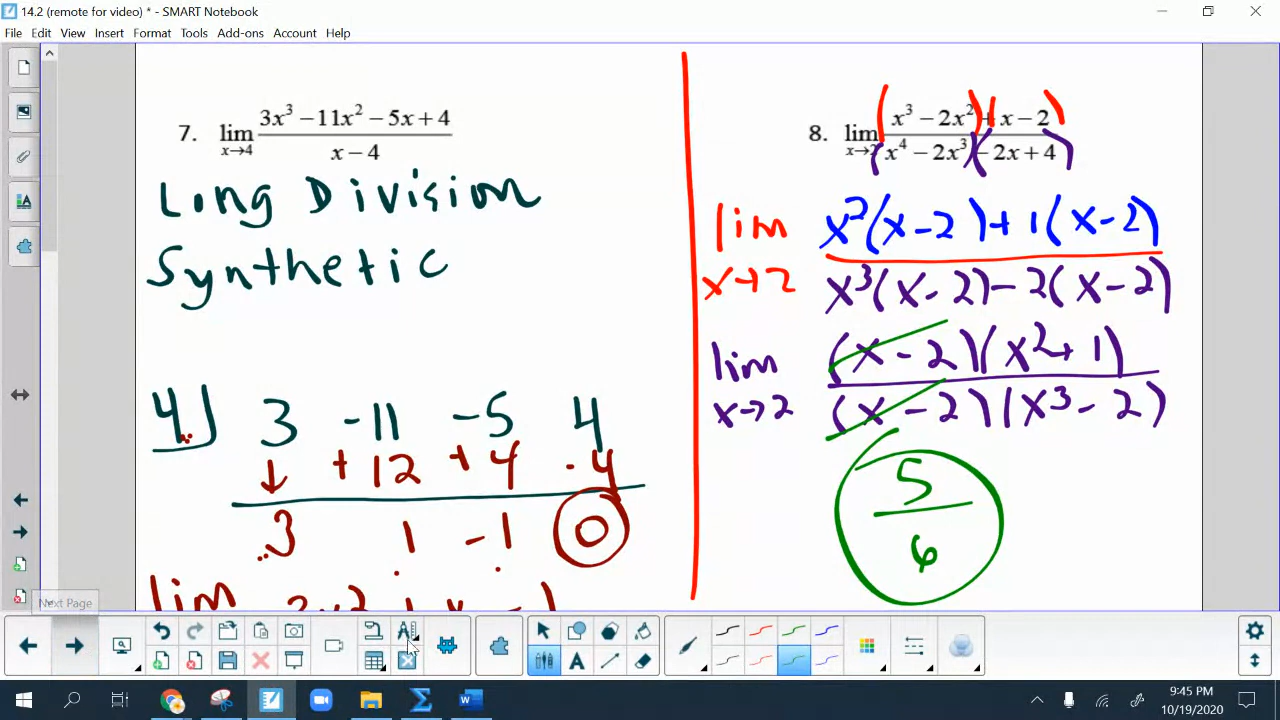 14.2 (remote for video) * - SMART Notebook
File Edit View Insert Format Tools Add-ons Account Help
7. lim x→4 (3x³ − 11x² − 5x + 4)/(x − 4)
Long Division
Synthetic
4 3 -11 -5 4
↓ +12 +4 -4
3 1 -1 0
lim
8. lim x→2 (x³ − 2x² + x − 2)/(x⁴ − 2x³ − 2x + 4)
lim x→2 x²(x-2)+1(x-2)
x³(x-2)-2(x-2)
lim x→2 (x-2)(x²+1)
(x-2)(x³-2)
5
6
Next Page
9:45 PM
10/19/2020